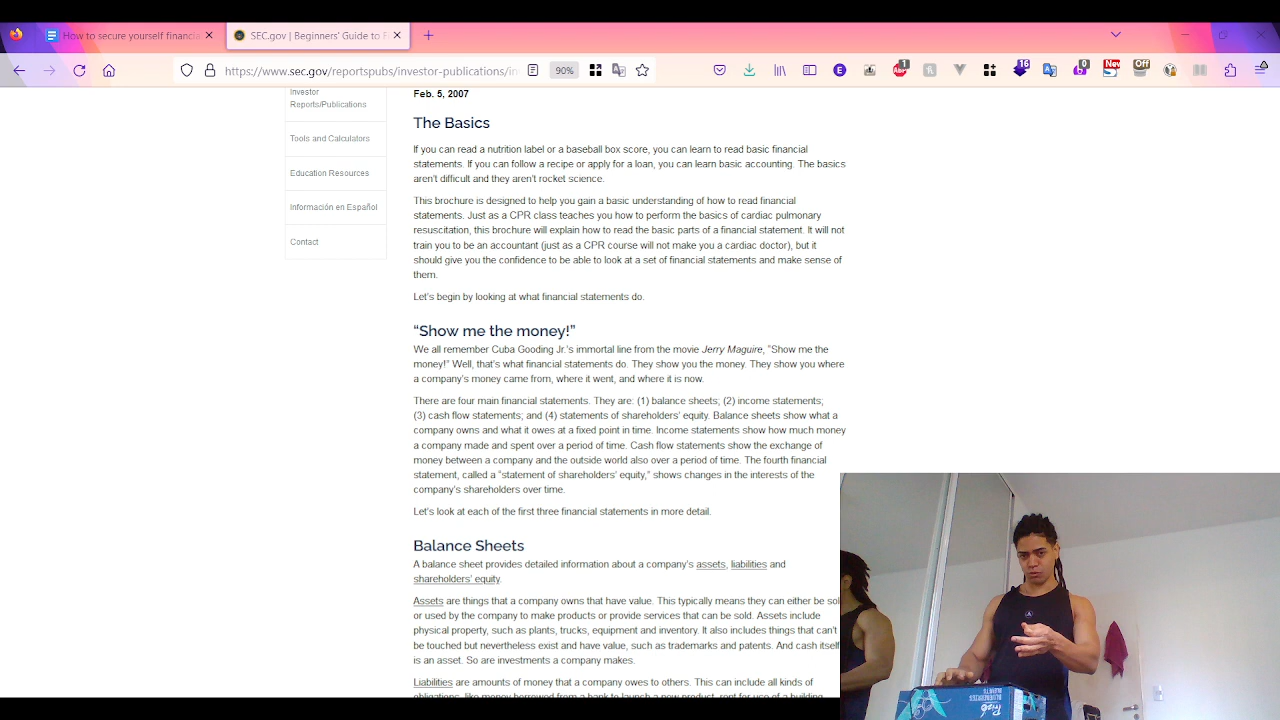 How to secure yourself financia
SEC.gov | Beginners' Guide to F
https://www.sec.gov/reportspubs/investor-publications/in
90%
1
16
0
New
Off
Feb. 5, 2007
Investor
Reports/Publications
Tools and Calculators
Education Resources
Información en Español
Contact
The Basics
If you can read a nutrition label or a baseball box score, you can learn to read basic financial
statements. If you can follow a recipe or apply for a loan, you can learn basic accounting. The basics
aren't difficult and they aren't rocket science.
This brochure is designed to help you gain a basic understanding of how to read financial
statements. Just as a CPR class teaches you how to perform the basics of cardiac pulmonary
resuscitation, this brochure will explain how to read the basic parts of a financial statement. It will not
train you to be an accountant (just as a CPR course will not make you a cardiac doctor), but it
should give you the confidence to be able to look at a set of financial statements and make sense of
them.
Let's begin by looking at what financial statements do.
“Show me the money!”
We all remember Cuba Gooding Jr.'s immortal line from the movie Jerry Maguire, “Show me the
money!” Well, that's what financial statements do. They show you the money. They show you where
a company's money came from, where it went, and where it is now.
There are four main financial statements. They are: (1) balance sheets; (2) income statements;
(3) cash flow statements; and (4) statements of shareholders' equity. Balance sheets show what a
company owns and what it owes at a fixed point in time. Income statements show how much money
a company made and spent over a period of time. Cash flow statements show the exchange of
money between a company and the outside world also over a period of time. The fourth financial
statement, called a “statement of shareholders' equity,” shows changes in the interests of the
company's shareholders over time.
Let's look at each of the first three financial statements in more detail.
Balance Sheets
A balance sheet provides detailed information about a company's assets, liabilities and
shareholders' equity.
Assets are things that a company owns that have value. This typically means they can either be sol
or used by the company to make products or provide services that can be sold. Assets include
physical property, such as plants, trucks, equipment and inventory. It also includes things that can't
be touched but nevertheless exist and have value, such as trademarks and patents. And cash itself
is an asset. So are investments a company makes.
Liabilities are amounts of money that a company owes to others. This can include all kinds of
obligations, like money borrowed from a bank to launch a new product, rent for use of a building,